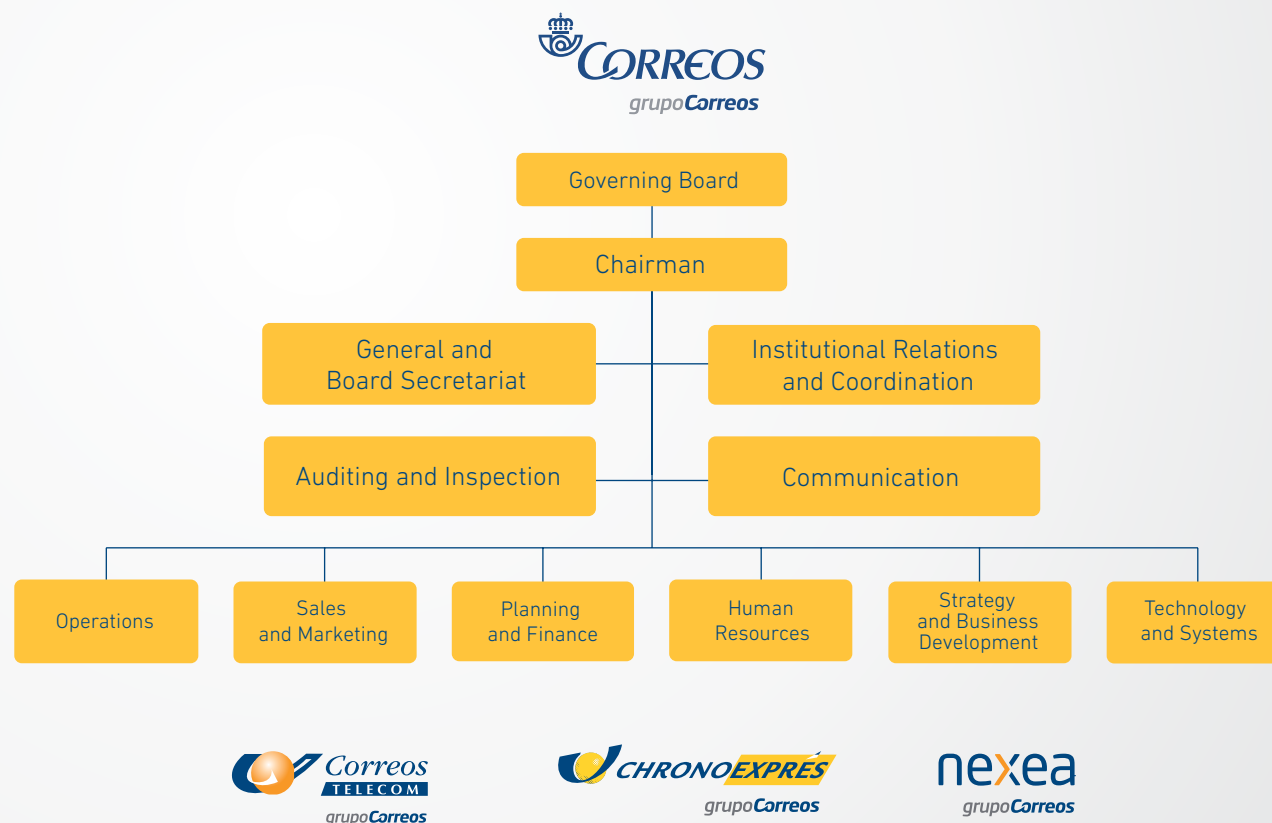 CORREOS
grupoCorreos
Governing Board
Chairman
General and
Board Secretariat
Institutional Relations
and Coordination
Auditing and Inspection
Communication
Operations
Sales
and Marketing
Planning
and Finance
Human
Resources
Strategy
and Business
Development
Technology
and Systems
Correos
TELECOM
grupoCorreos
CHRONOEXPRÉS
grupoCorreos
nexea
grupoCorreos